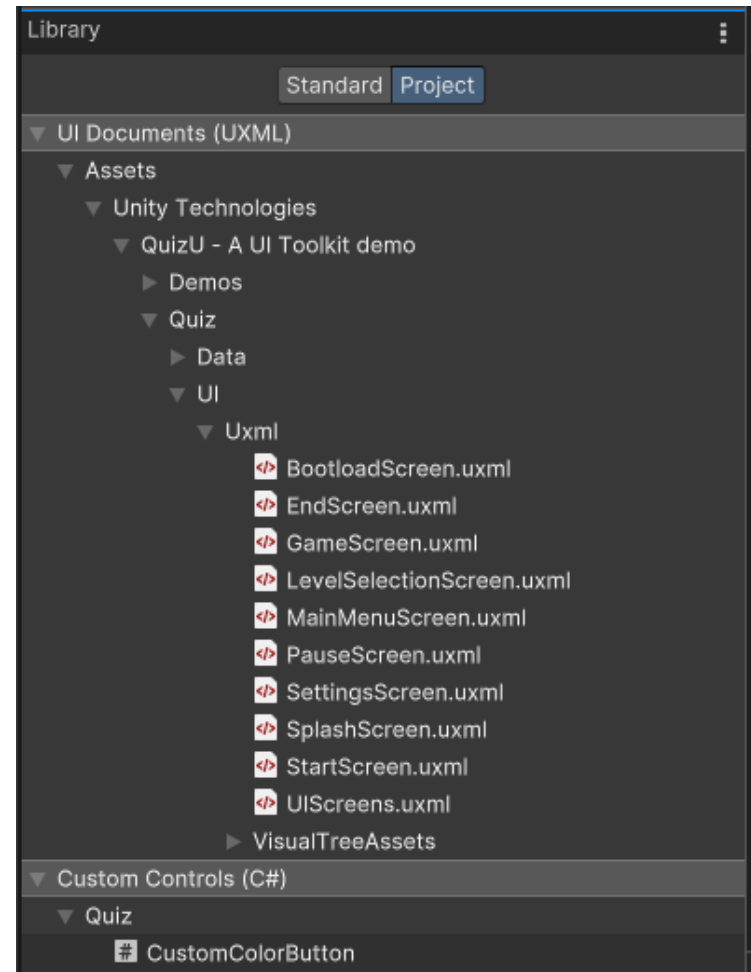 Library
Standard Project
UI Documents (UXML)
Assets
Unity Technologies
QuizU - A UI Toolkit demo
Demos
Quiz
Data
UI
Uxml
BootloadScreen.uxml
EndScreen.uxml
GameScreen.uxml
LevelSelectionScreen.uxml
MainMenuScreen.uxml
PauseScreen.uxml
SettingsScreen.uxml
SplashScreen.uxml
StartScreen.uxml
UIScreens.uxml
VisualTreeAssets
Custom Controls (C#)
Quiz
# CustomColorButton